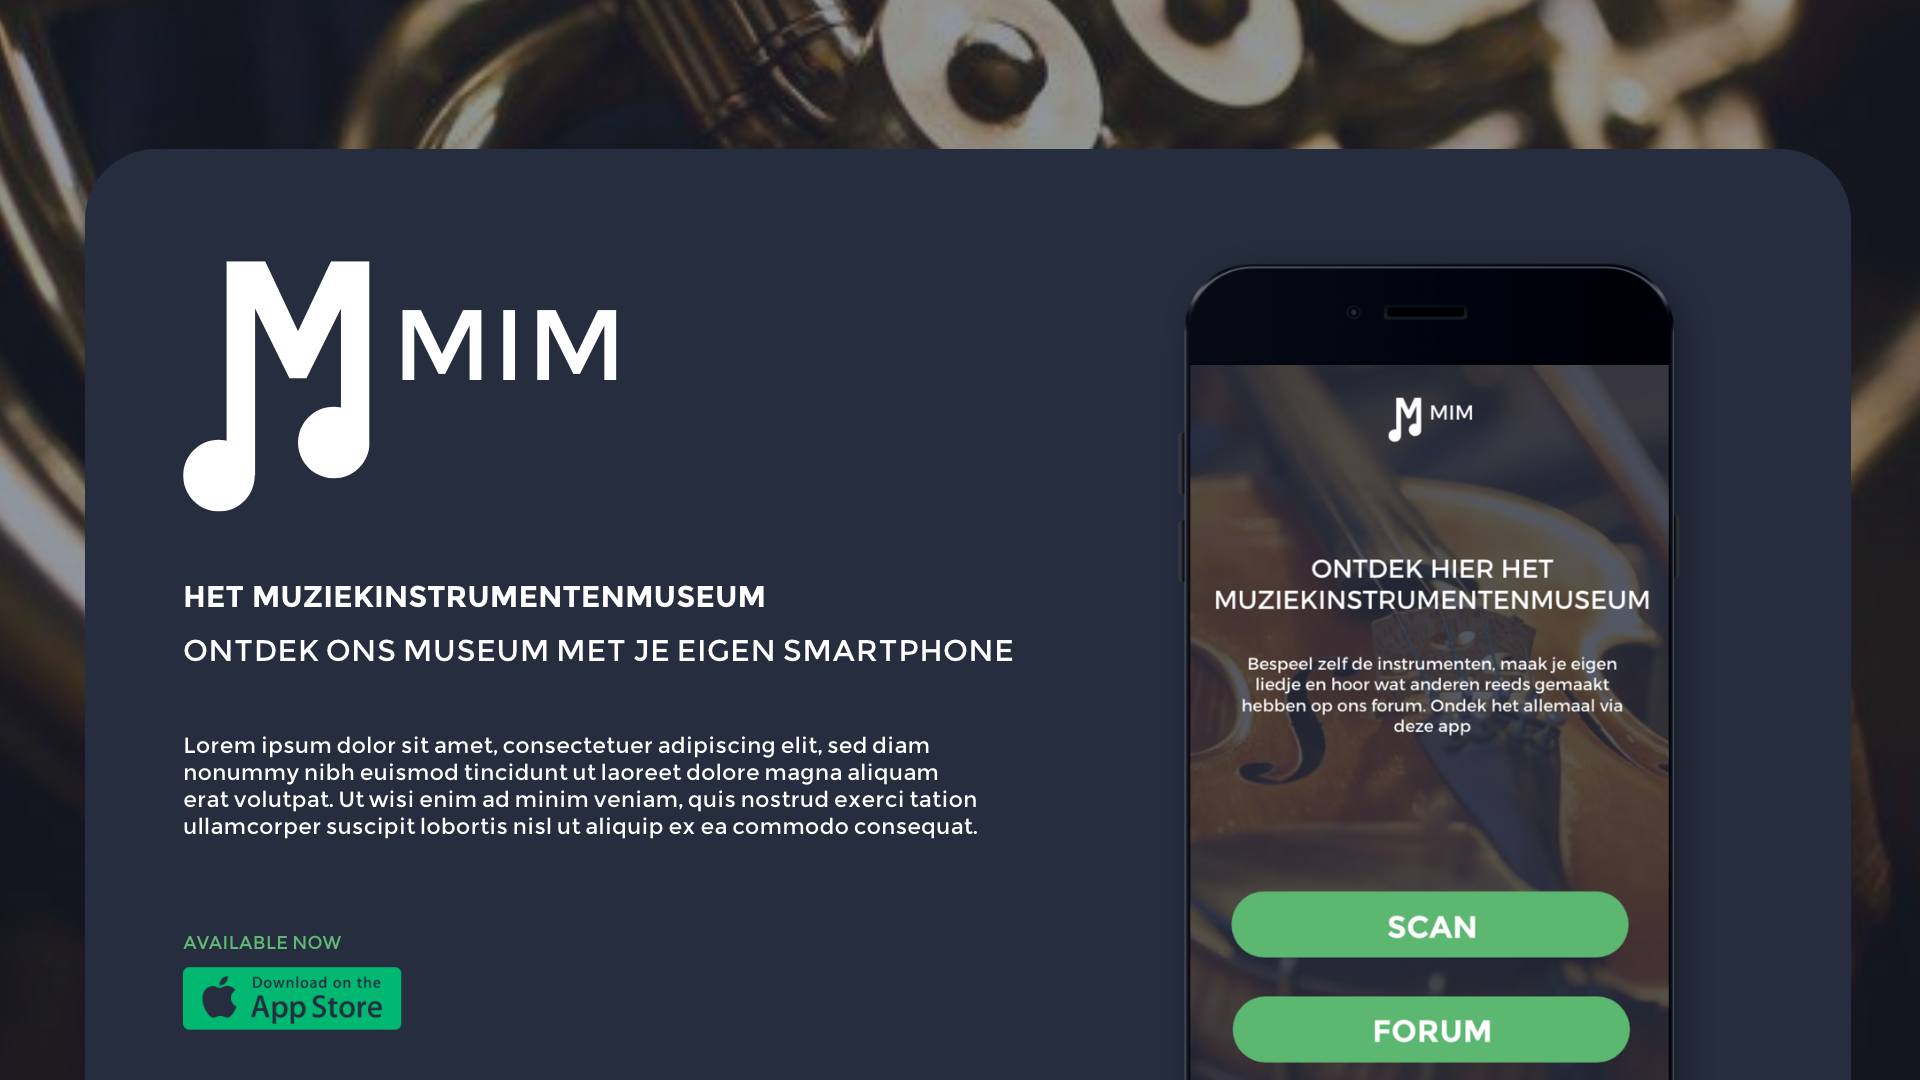 MIM
HET MUZIEKINSTRUMENTENMUSEUM
ONTDEK ONS MUSEUM MET JE EIGEN SMARTPHONE
Lorem ipsum dolor sit amet, consectetuer adipiscing elit, sed diam
nonummy nibh euismod tincidunt ut laoreet dolore magna aliquam
erat volutpat. Ut wisi enim ad minim veniam, quis nostrud exerci tation
ullamcorper suscipit lobortis nisl ut aliquip ex ea commodo consequat.
AVAILABLE NOW
Download on the
App Store
MIM
ONTDEK HIER HET
MUZIEKINSTRUMENTENMUSEUM
Bespeel zelf de instrumenten, maak je eigen
liedje en hoor wat anderen reeds gemaakt
hebben op ons forum. Ondek het allemaal via
deze app
SCAN
FORUM